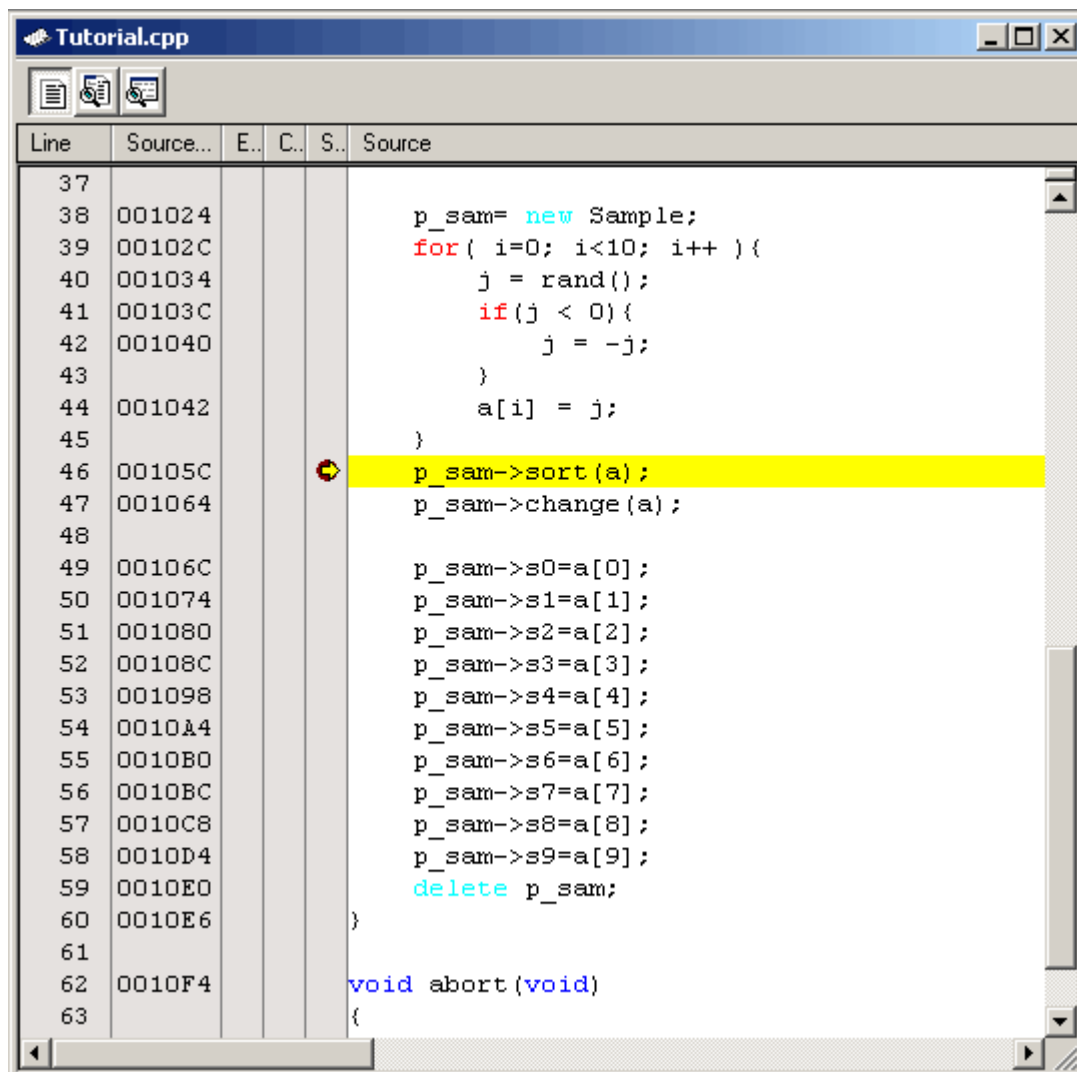 Tutorial.cpp
Line Source... E.. C.. S.. Source
37
38 001024 p_sam= new Sample;
39 00102C for( i=0; i<10; i++ ){
40 001034 j = rand();
41 00103C if(j < 0){
42 001040 j = -j;
43 }
44 001042 a[i] = j;
45 }
46 00105C p_sam->sort(a);
47 001064 p_sam->change(a);
48
49 00106C p_sam->s0=a[0];
50 001074 p_sam->s1=a[1];
51 001080 p_sam->s2=a[2];
52 00108C p_sam->s3=a[3];
53 001098 p_sam->s4=a[4];
54 0010A4 p_sam->s5=a[5];
55 0010B0 p_sam->s6=a[6];
56 0010BC p_sam->s7=a[7];
57 0010C8 p_sam->s8=a[8];
58 0010D4 p_sam->s9=a[9];
59 0010E0 delete p_sam;
60 0010E6 }
61
62 0010F4 void abort(void)
63 {